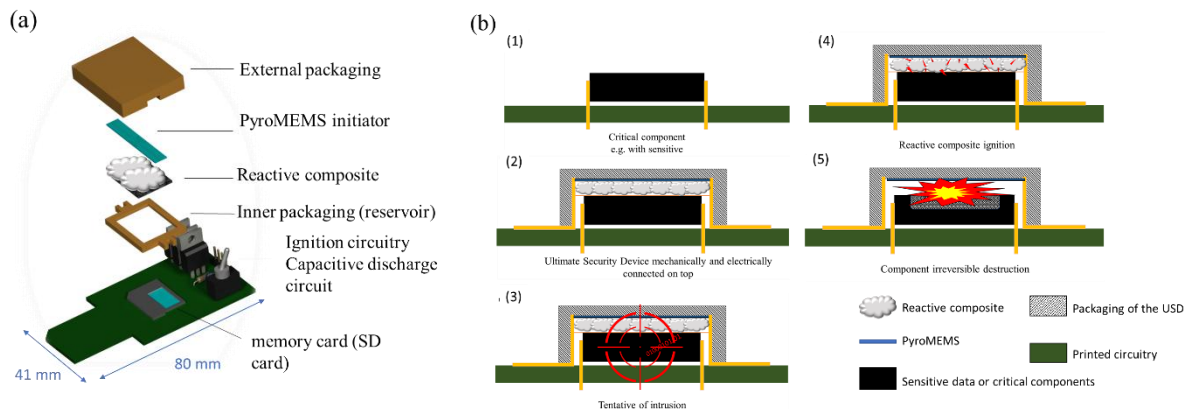 (a)
External packaging
PyroMEMS initiator
Reactive composite
Inner packaging (reservoir)
Ignition circuitry
Capacitive discharge
circuit
memory card (SD
card)
80 mm
41 mm
(b)
(1)
Critical component
e.g. with sensitive
(2)
Ultimate Security Device mechanically and electrically
connected on top
(3)
Tentative of intrusion
(4)
Reactive composite ignition
(5)
Component irreversible destruction
Reactive composite
Packaging of the USD
PyroMEMS
Printed circuitry
Sensitive data or critical components